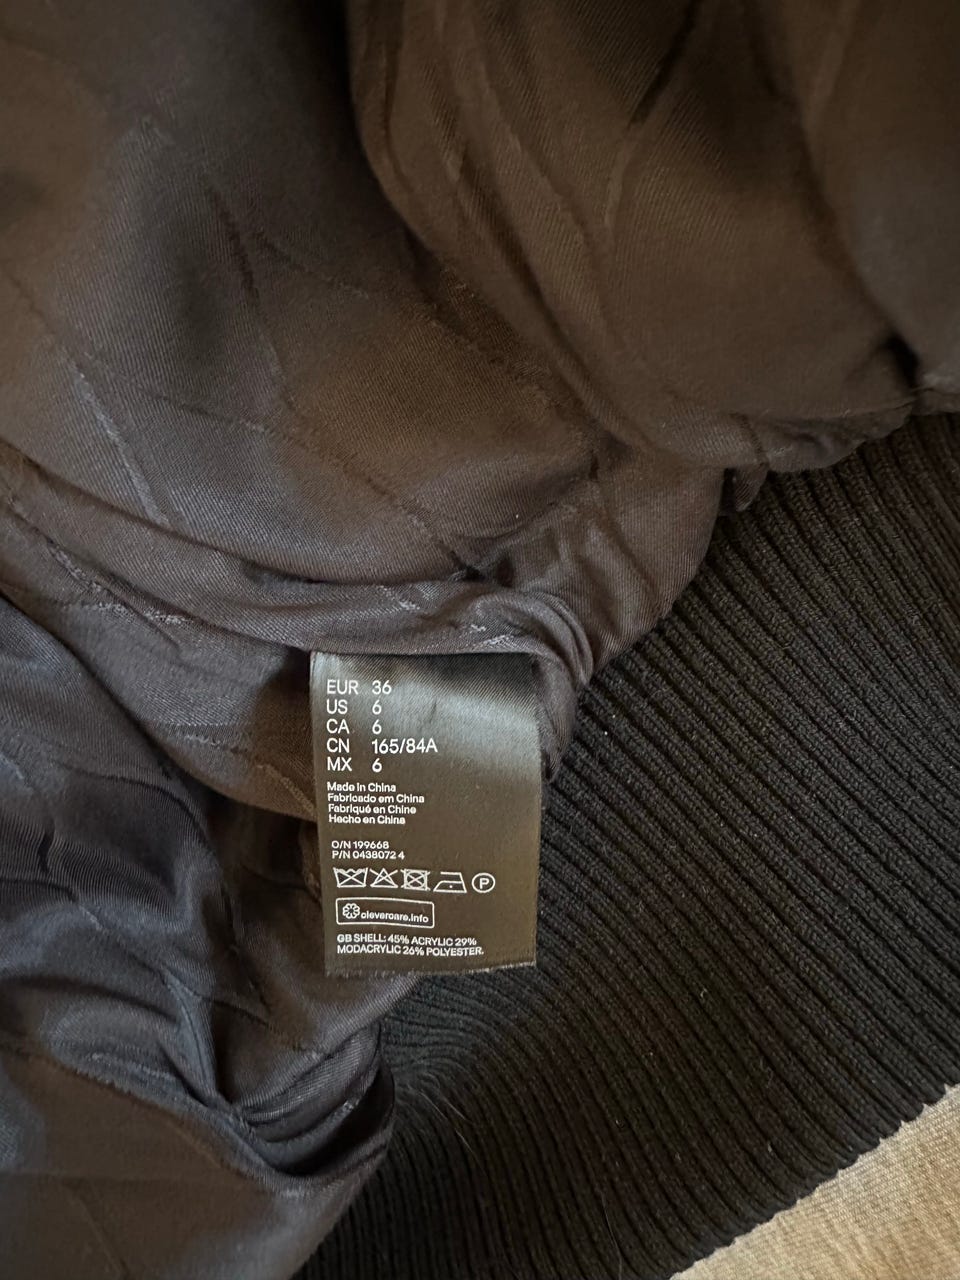 EUR 36
US 6
CA 6
CN 165/84A
MX 6
Made in China
Fabricado em China
Fabriqué en Chine
Hecho en China
O/N 199668
P/N 0438072 4
P
clevercare.info
GB SHELL: 45% ACRYLIC 29%
MODACRYLIC 26% POLYESTER.